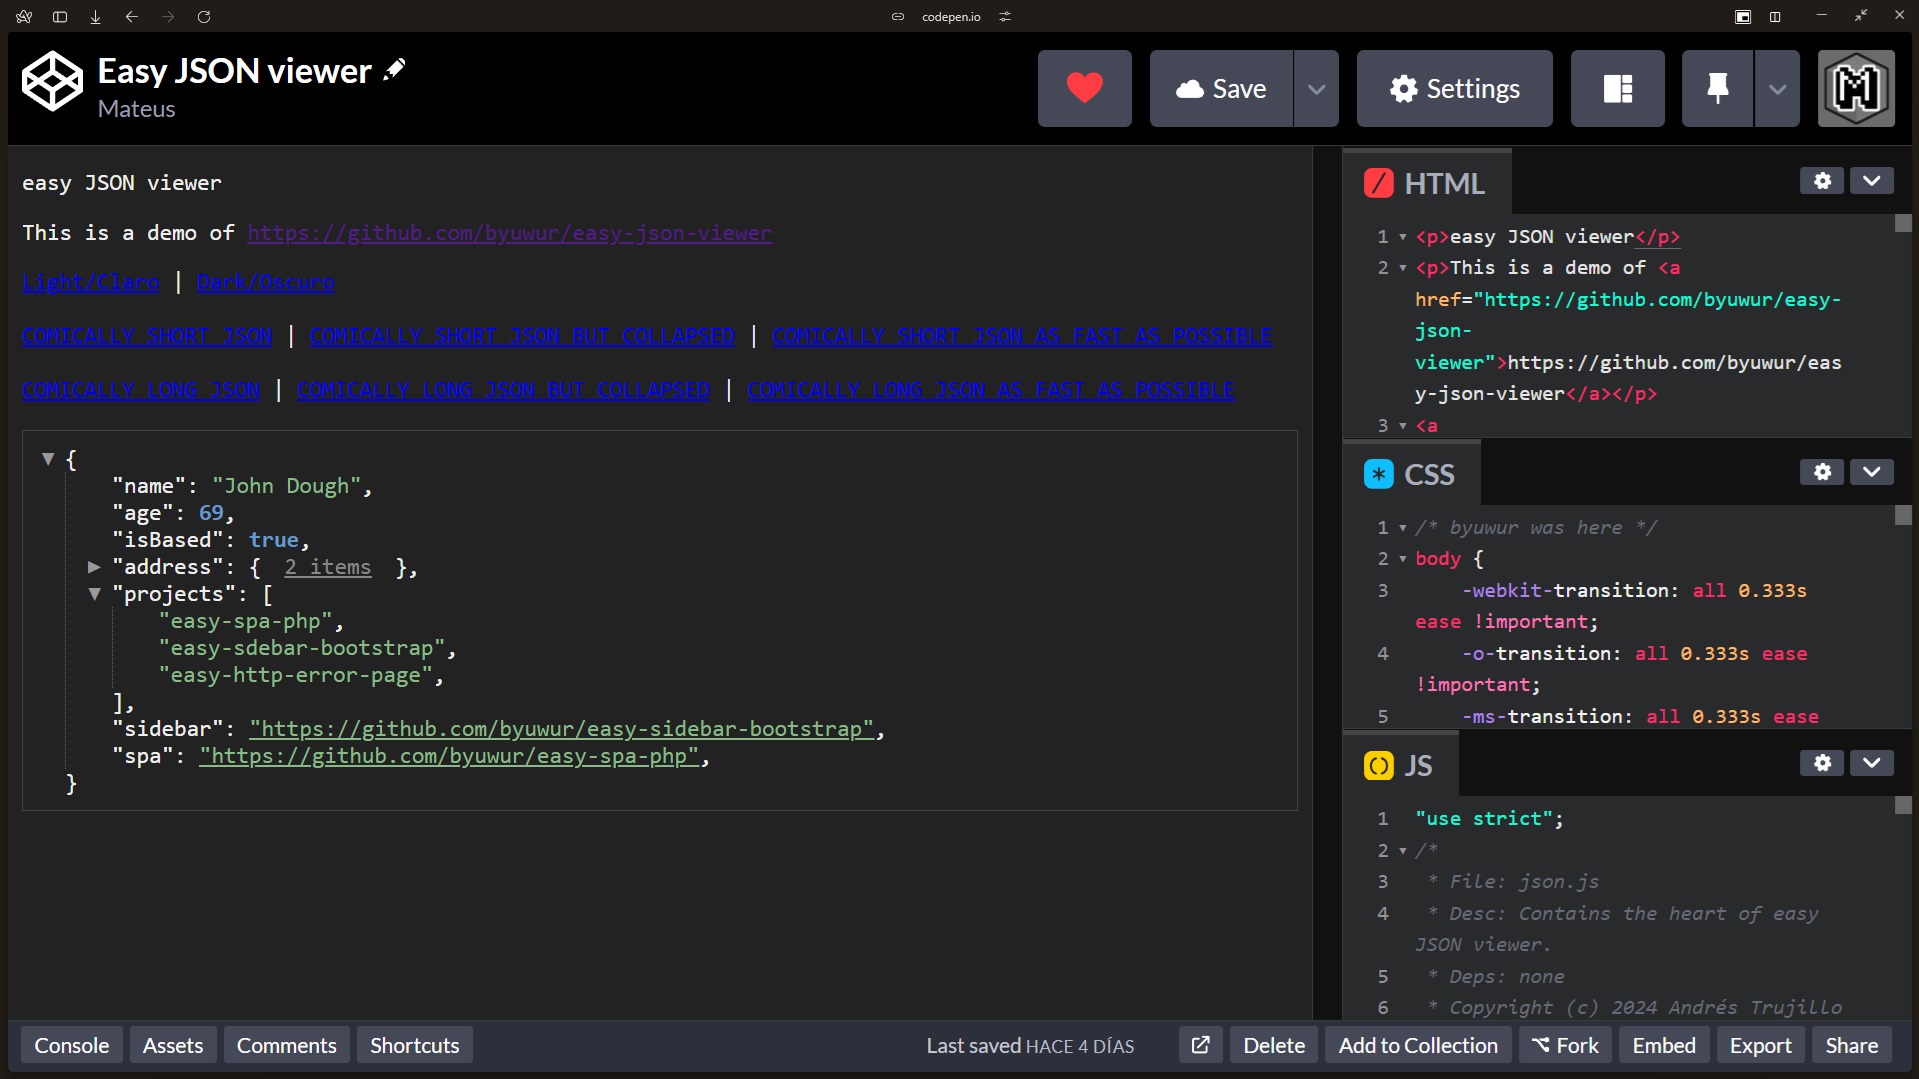 codepen.io
Easy JSON viewer
Mateus
Save
Settings
easy JSON viewer
This is a demo of https://github.com/byuwur/easy-json-viewer
Light/Claro | Dark/Oscuro
COMICALLY SHORT JSON | COMICALLY SHORT JSON BUT COLLAPSED | COMICALLY SHORT JSON AS FAST AS POSSIBLE
COMICALLY LONG JSON | COMICALLY LONG JSON BUT COLLAPSED | COMICALLY LONG JSON AS FAST AS POSSIBLE
{
"name": "John Dough",
"age": 69,
"isBased": true,
"address": { 2 items },
"projects": [
"easy-spa-php",
"easy-sdebar-bootstrap",
"easy-http-error-page",
],
"sidebar": "https://github.com/byuwur/easy-sidebar-bootstrap",
"spa": "https://github.com/byuwur/easy-spa-php",
}
HTML
1 <p>easy JSON viewer</p>
2 <p>This is a demo of <a
href="https://github.com/byuwur/easy-
json-
viewer">https://github.com/byuwur/eas
y-json-viewer</a></p>
3 <a
CSS
1 /* byuwur was here */
2 body {
3 -webkit-transition: all 0.333s
ease !important;
4 -o-transition: all 0.333s ease
!important;
5 -ms-transition: all 0.333s ease
JS
1 "use strict";
2 /*
3 * File: json.js
4 * Desc: Contains the heart of easy
JSON viewer.
5 * Deps: none
6 * Copyright (c) 2024 Andrés Trujillo
Console
Assets
Comments
Shortcuts
Last saved HACE 4 DÍAS
Delete
Add to Collection
Fork
Embed
Export
Share